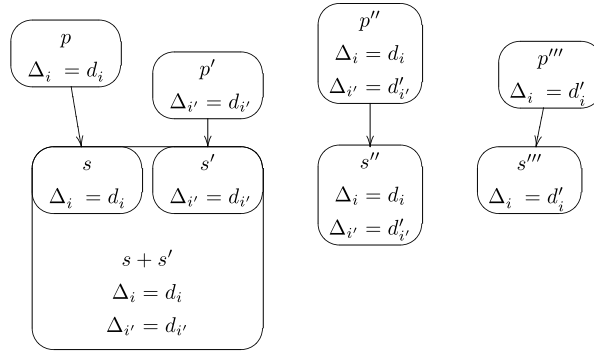 p
Δ_i = d_i
p′
Δ_{i′} = d_{i′}
p″
Δ_i = d_i
Δ_{i′} = d′_{i′}
p‴
Δ_i = d′_i
s
Δ_i = d_i
s′
Δ_{i′} = d_{i′}
s + s′
Δ_i = d_i
Δ_{i′} = d_{i′}
s″
Δ_i = d_i
Δ_{i′} = d′_{i′}
s‴
Δ_i = d′_i